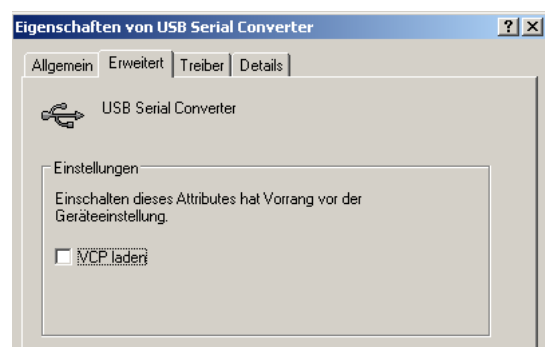 Eigenschaften von USB Serial Converter
Allgemein Erweitert Treiber Details
USB Serial Converter
Einstellungen
Einschalten dieses Attributes hat Vorrang vor der
Geräteeinstellung.
VCP laden